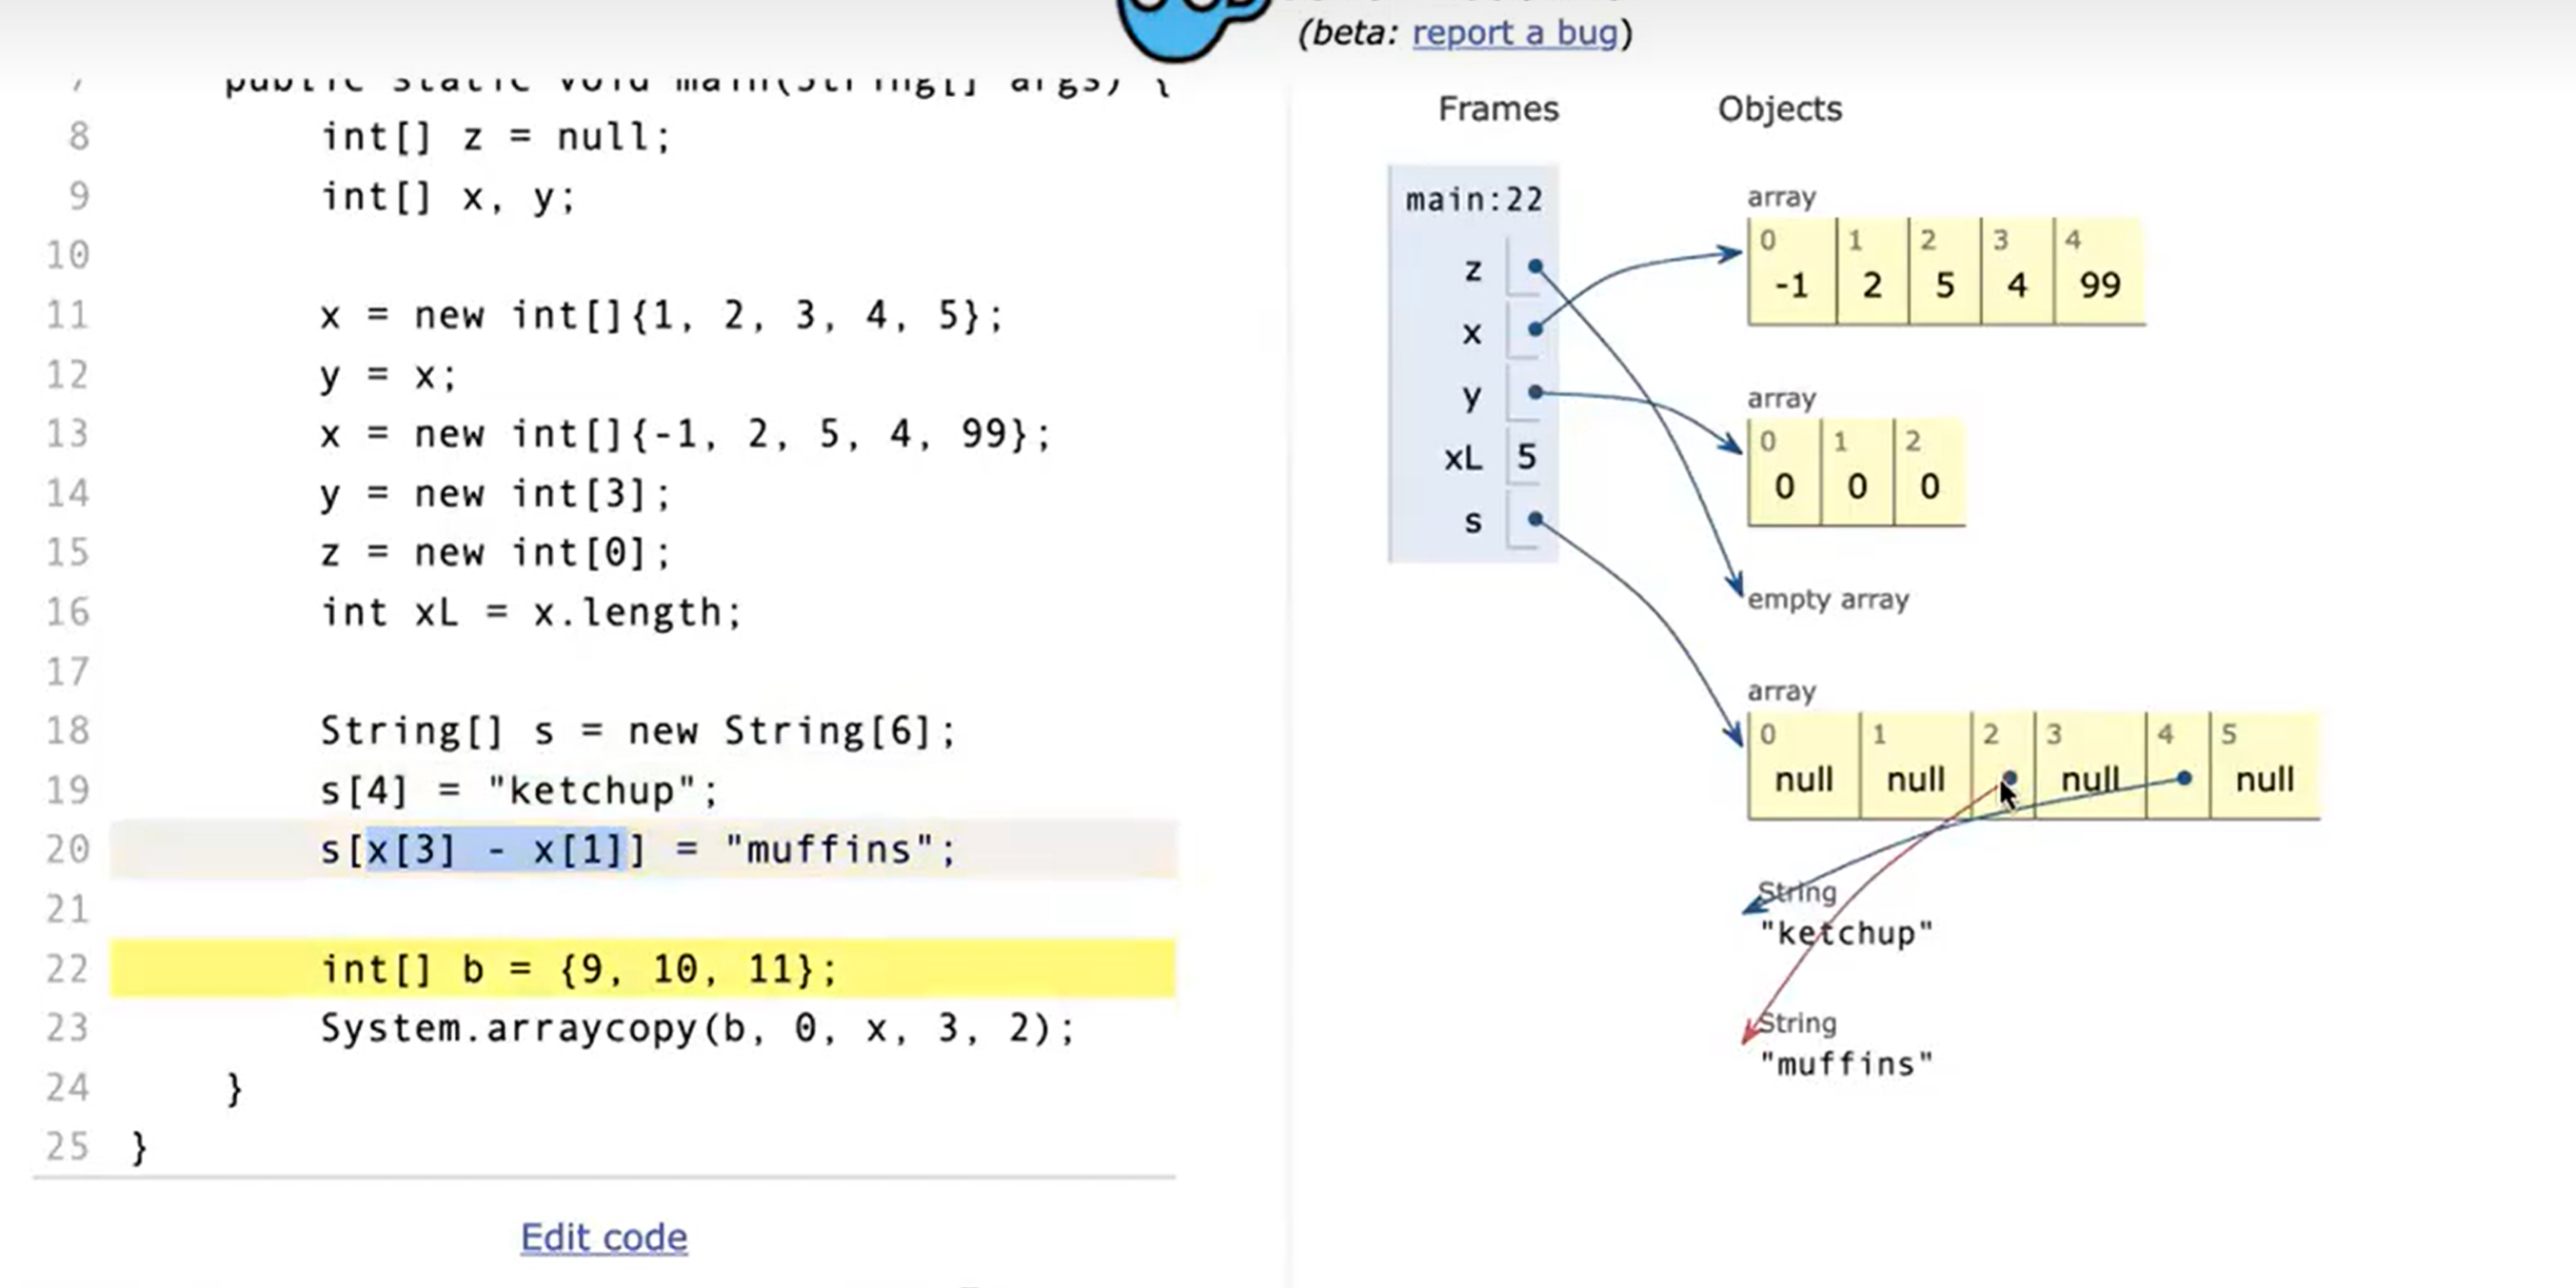 (beta: report a bug)
7 public static void main(String[] args) {
8 int[] z = null;
9 int[] x, y;
10
11 x = new int[]{1, 2, 3, 4, 5};
12 y = x;
13 x = new int[]{-1, 2, 5, 4, 99};
14 y = new int[3];
15 z = new int[0];
16 int xL = x.length;
17
18 String[] s = new String[6];
19 s[4] = "ketchup";
20 s[x[3] - x[1]] = "muffins";
21
22 int[] b = {9, 10, 11};
23 System.arraycopy(b, 0, x, 3, 2);
24 }
25 }
Edit code
Frames Objects
main:22
z
x
y
xL 5
s
array
0 1 2 3 4
-1 2 5 4 99
array
0 1 2
0 0 0
empty array
array
0 1 2 3 4 5
null null null null
String
"ketchup"
String
"muffins"